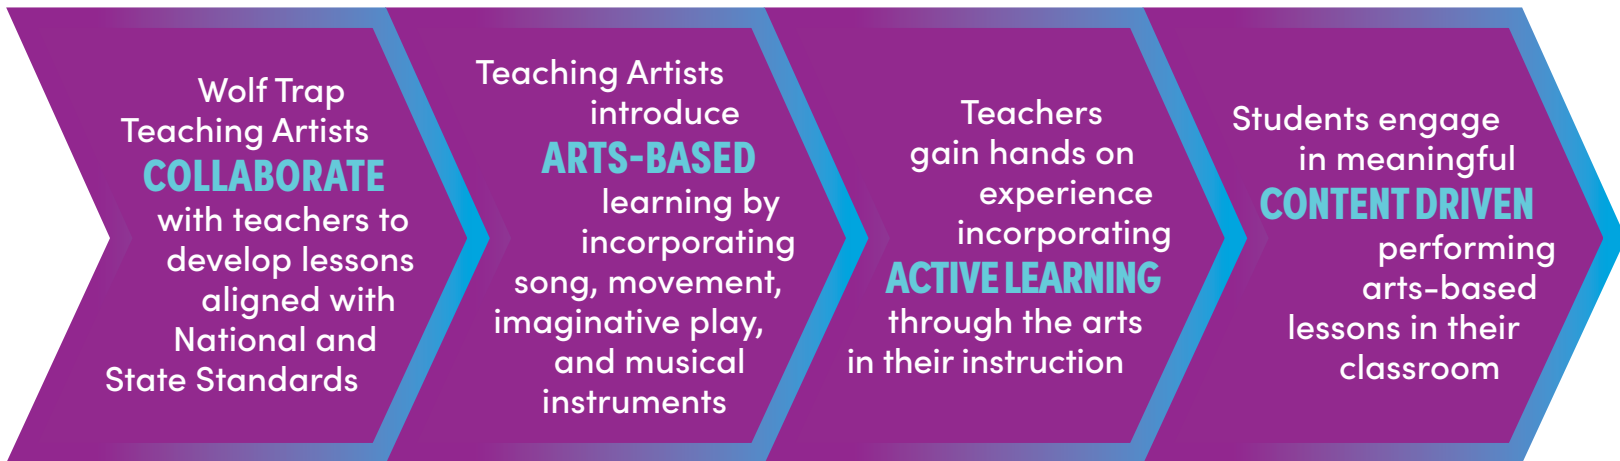 Wolf Trap
Teaching Artists
COLLABORATE
with teachers to
develop lessons
aligned with
National and
State Standards
Teaching Artists
introduce
ARTS-BASED
learning by
incorporating
song, movement,
imaginative play,
and musical
instruments
Teachers
gain hands on
experience
incorporating
ACTIVE LEARNING
through the arts
in their instruction
Students engage
in meaningful
CONTENT DRIVEN
performing
arts-based
lessons in their
classroom